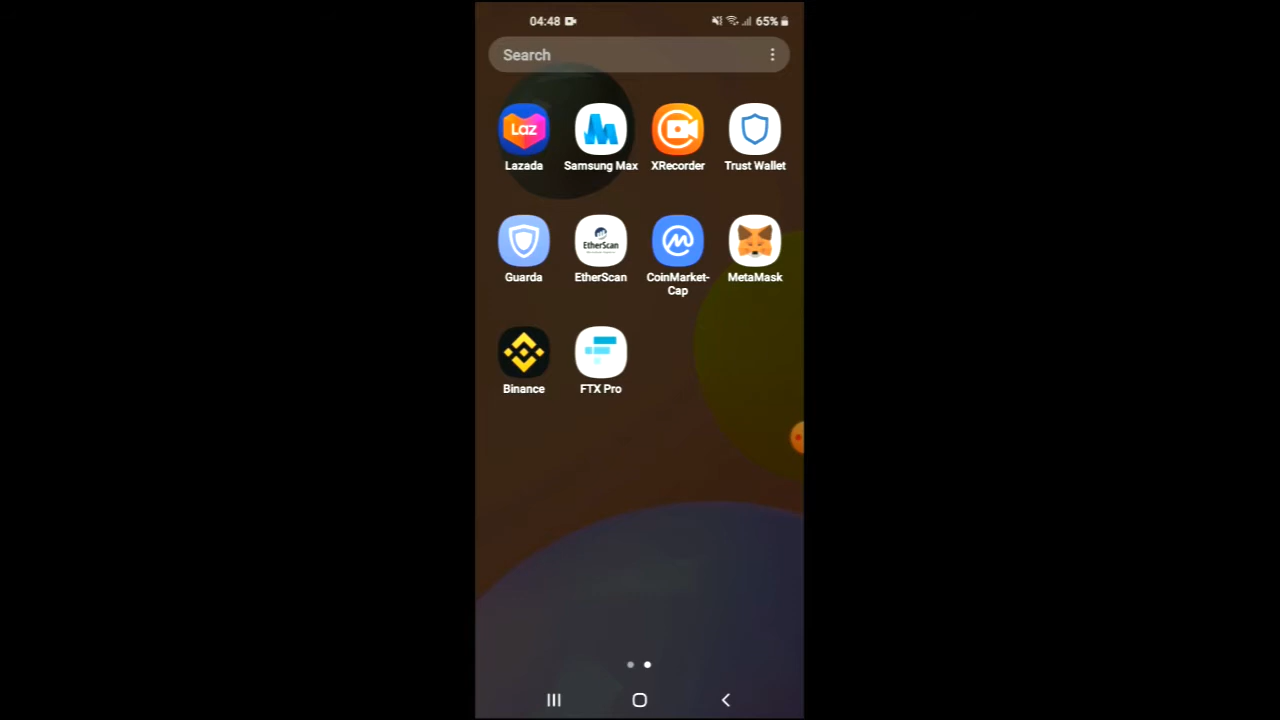 04:48
65%
Search
Laz
Lazada
Samsung Max
XRecorder
Trust Wallet
EtherScan
Guarda
EtherScan
CoinMarket-
Cap
MetaMask
Binance
FTX Pro